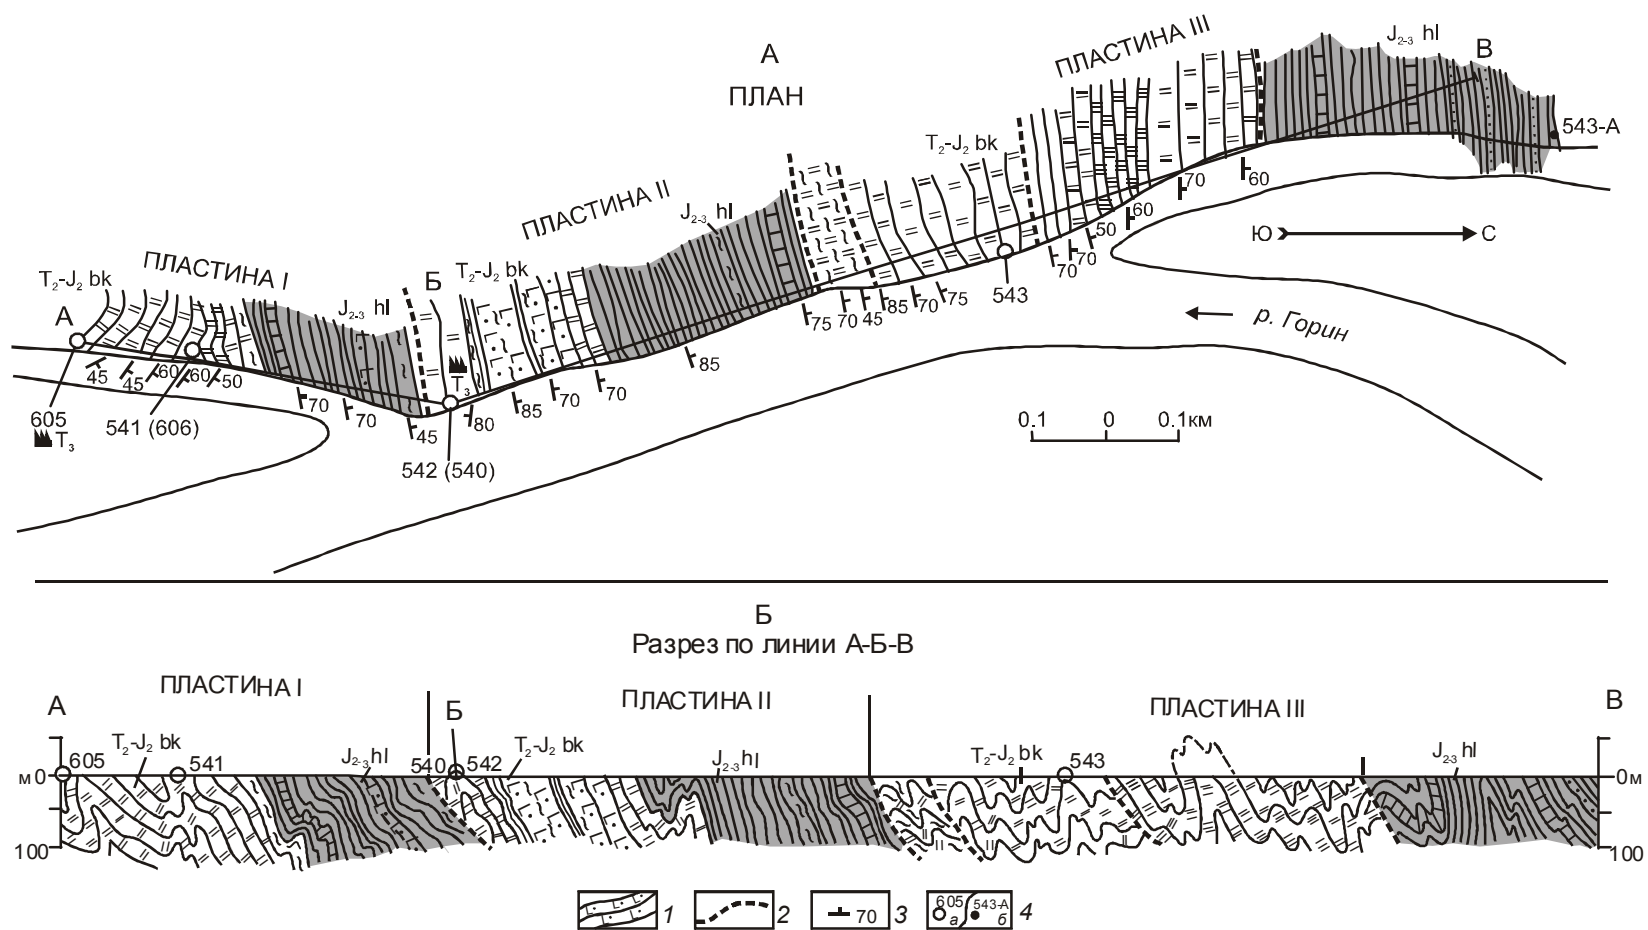 А
ПЛАН
ПЛАСТИНА I
ПЛАСТИНА II
ПЛАСТИНА III
T₂-J₂ bk
J₂₋₃ hl
T₂-J₂ bk
J₂₋₃ hl
T₂-J₂ bk
J₂₋₃ hl
А
Б
В
543-А
605
T₃
541 (606)
542 (540)
T₃
543
45
45
60
60
50
70
70
45
80
85
70
70
85
75
70
45
85
70
75
70
70
50
60
70
60
Ю
С
р. Горин
0.1
0
0.1км
Б
Разрез по линии А-Б-В
ПЛАСТИНА I
ПЛАСТИНА II
ПЛАСТИНА III
А
Б
В
605
T₂-J₂ bk
541
J₂₋₃ hl
540
542
T₂-J₂ bk
J₂₋₃ hl
T₂-J₂ bk
543
J₂₋₃ hl
м 0
100
0м
100
1
2
70
3
605
а
543-А
б
4